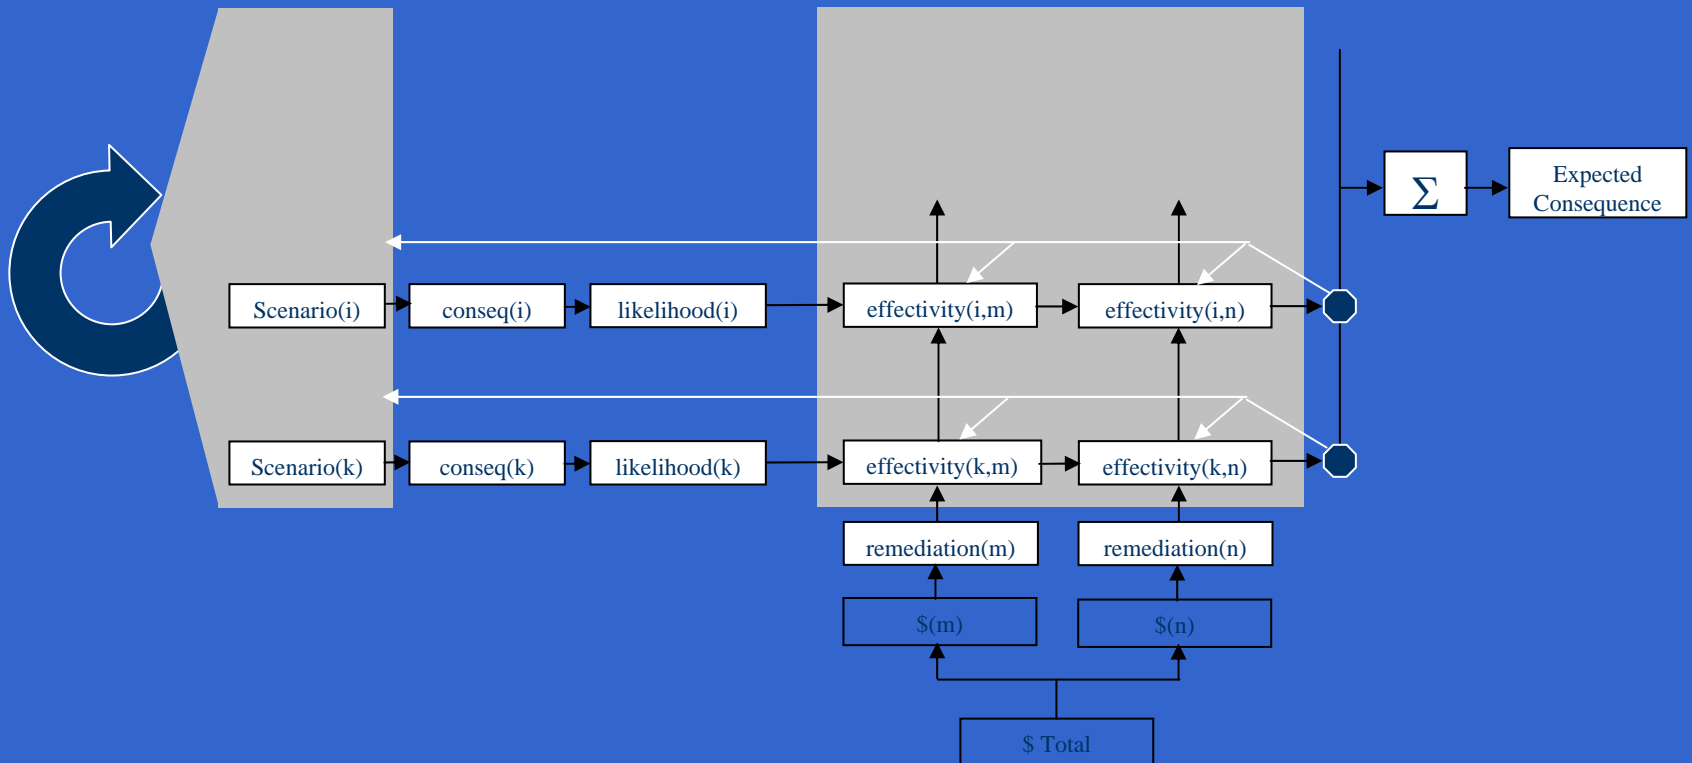 Σ
Expected
Consequence
Scenario(i)
conseq(i)
likelihood(i)
effectivity(i,m)
effectivity(i,n)
Scenario(k)
conseq(k)
likelihood(k)
effectivity(k,m)
effectivity(k,n)
remediation(m)
remediation(n)
$(m)
$(n)
$ Total